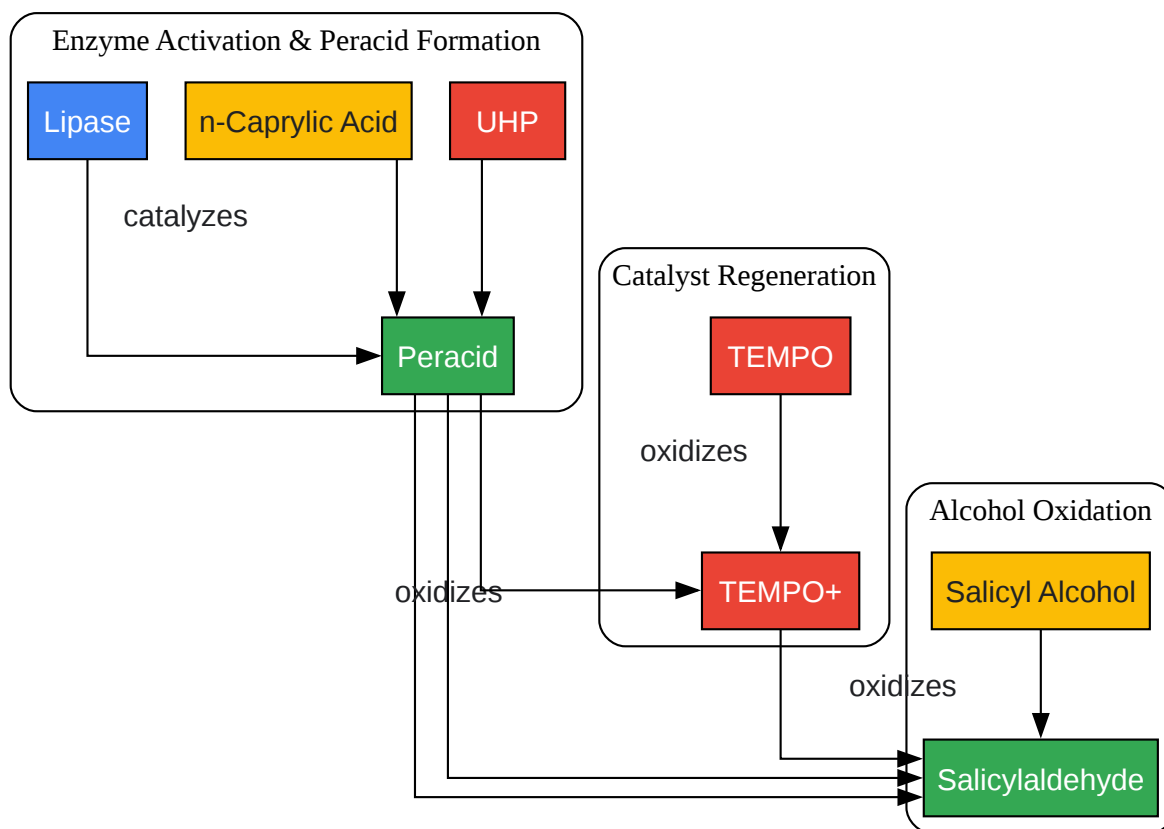 Enzyme Activation & Peracid Formation
Lipase
n-Caprylic Acid
UHP
catalyzes
Catalyst Regeneration
Peracid
TEMPO
oxidizes
Alcohol Oxidation
oxidizes
TEMPO+
Salicyl Alcohol
oxidizes
Salicylaldehyde